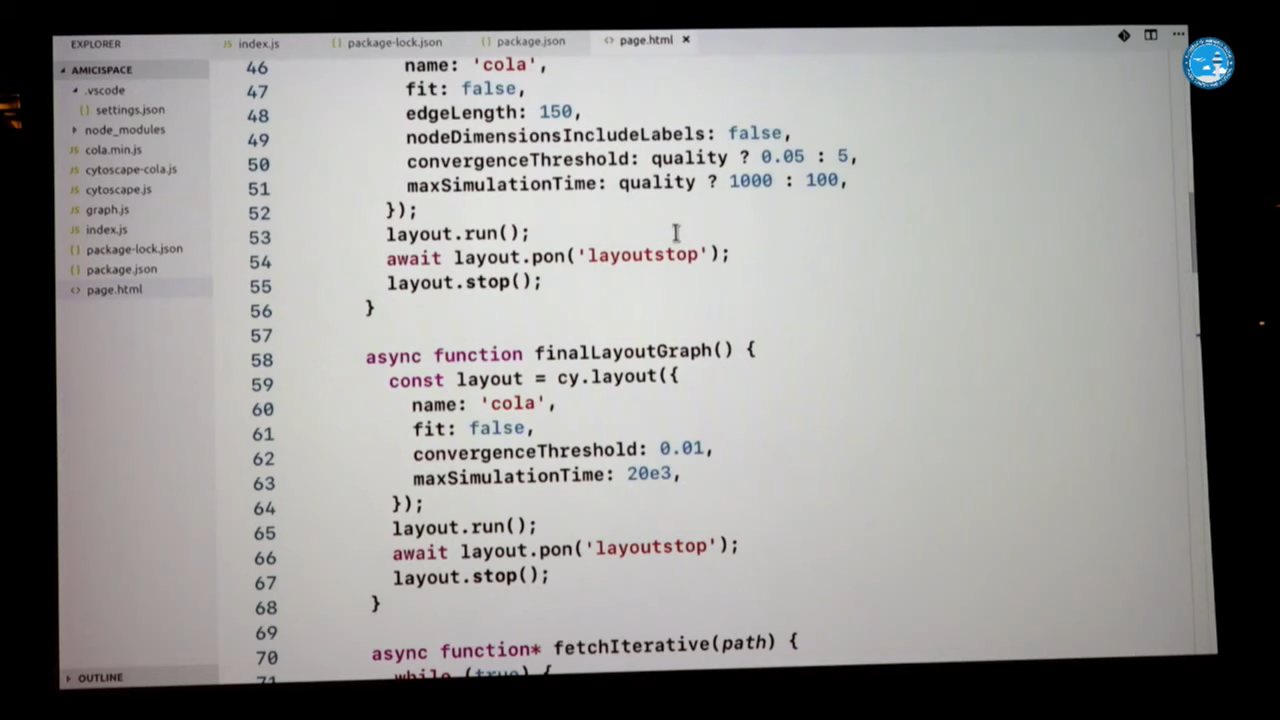 EXPLORER
index.js
package-lock.json
package.json
page.html
AMICISPACE
.vscode
settings.json
node_modules
cola.min.js
cytoscape-cola.js
cytoscape.js
graph.js
index.js
package-lock.json
package.json
page.html
OUTLINE
46 name: 'cola',
47 fit: false,
48 edgeLength: 150,
49 nodeDimensionsIncludeLabels: false,
50 convergenceThreshold: quality ? 0.05 : 5,
51 maxSimulationTime: quality ? 1000 : 100,
52 });
53 layout.run();
54 await layout.pon('layoutstop');
55 layout.stop();
56 }
57
58 async function finalLayoutGraph() {
59 const layout = cy.layout({
60 name: 'cola',
61 fit: false,
62 convergenceThreshold: 0.01,
63 maxSimulationTime: 20e3,
64 });
65 layout.run();
66 await layout.pon('layoutstop');
67 layout.stop();
68 }
69
70 async function* fetchIterative(path) {
71 while (true) {